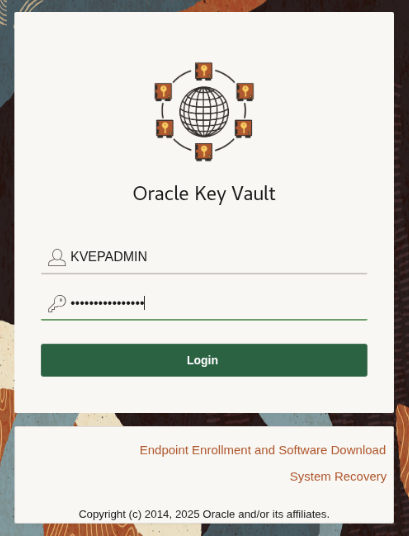 Oracle Key Vault
KVEPADMIN
••••••••••••••••
Login
Endpoint Enrollment and Software Download
System Recovery
Copyright (c) 2014, 2025 Oracle and/or its affiliates.